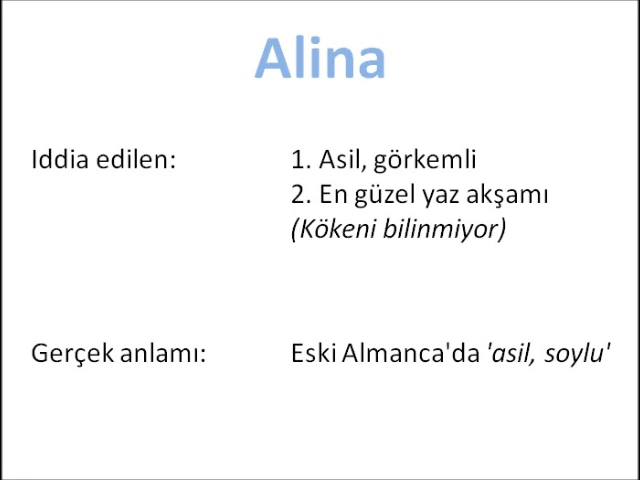 Alina
Iddia edilen: 1. Asil, görkemli
2. En güzel yaz akşamı
(Kökeni bilinmiyor)
Gerçek anlamı: Eski Almanca'da 'asil, soylu'